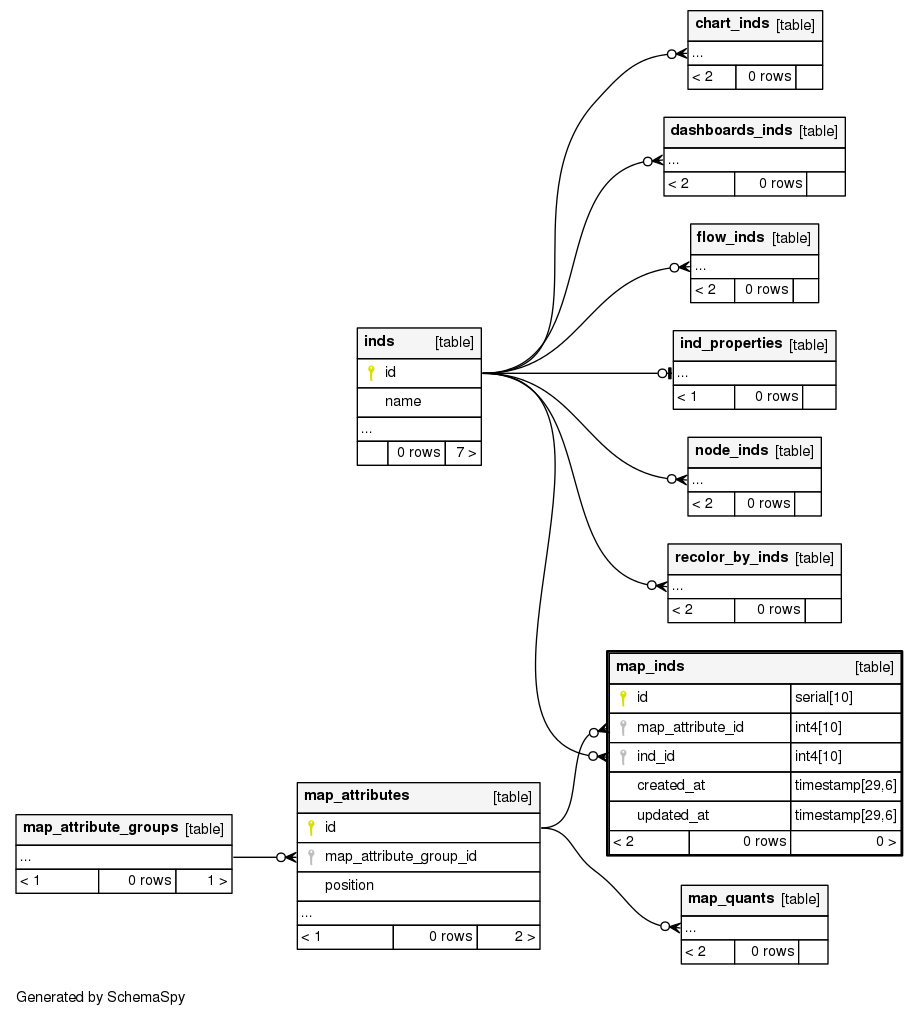 chart_inds [table]
...
< 2 0 rows
dashboards_inds [table]
...
< 2 0 rows
flow_inds [table]
...
< 2 0 rows
inds [table]
id
name
...
0 rows 7 >
ind_properties [table]
...
< 1 0 rows
node_inds [table]
...
< 2 0 rows
recolor_by_inds [table]
...
< 2 0 rows
map_inds [table]
id serial[10]
map_attribute_id int4[10]
ind_id int4[10]
created_at timestamp[29,6]
updated_at timestamp[29,6]
< 2 0 rows 0 >
map_attributes [table]
id
map_attribute_group_id
position
...
< 1 0 rows 2 >
map_attribute_groups [table]
...
< 1 0 rows 1 >
map_quants [table]
...
< 2 0 rows
Generated by SchemaSpy